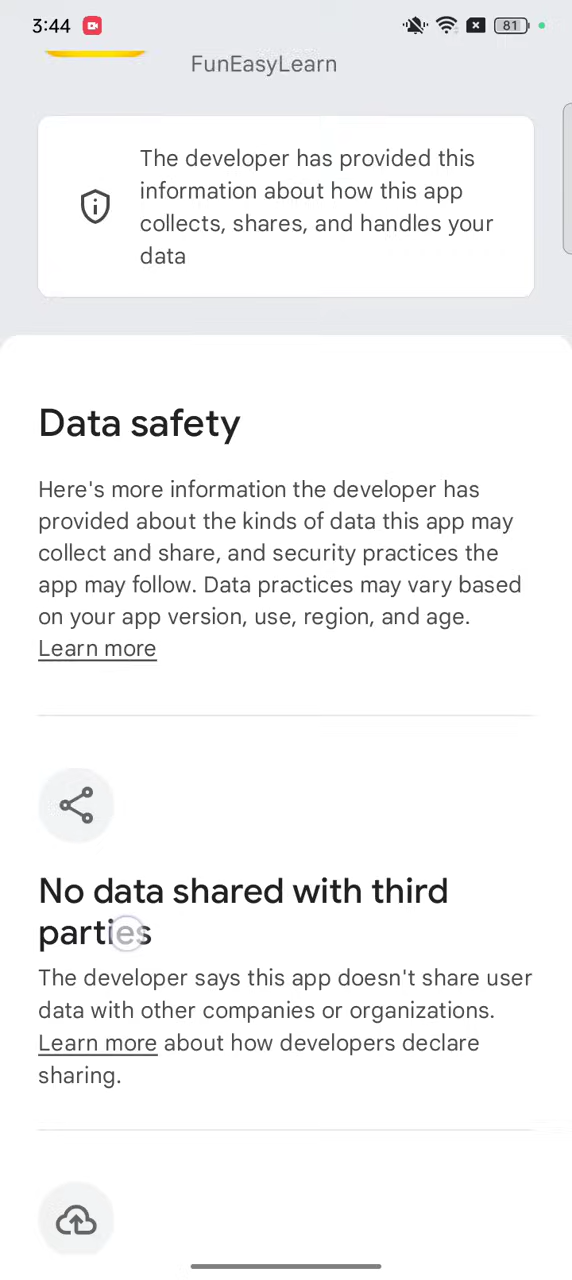 3:44
81
FunEasyLearn
The developer has provided this
information about how this app
collects, shares, and handles your
data
Data safety
Here's more information the developer has
provided about the kinds of data this app may
collect and share, and security practices the
app may follow. Data practices may vary based
on your app version, use, region, and age.
Learn more
No data shared with third
parties
The developer says this app doesn't share user
data with other companies or organizations.
Learn more about how developers declare
sharing.